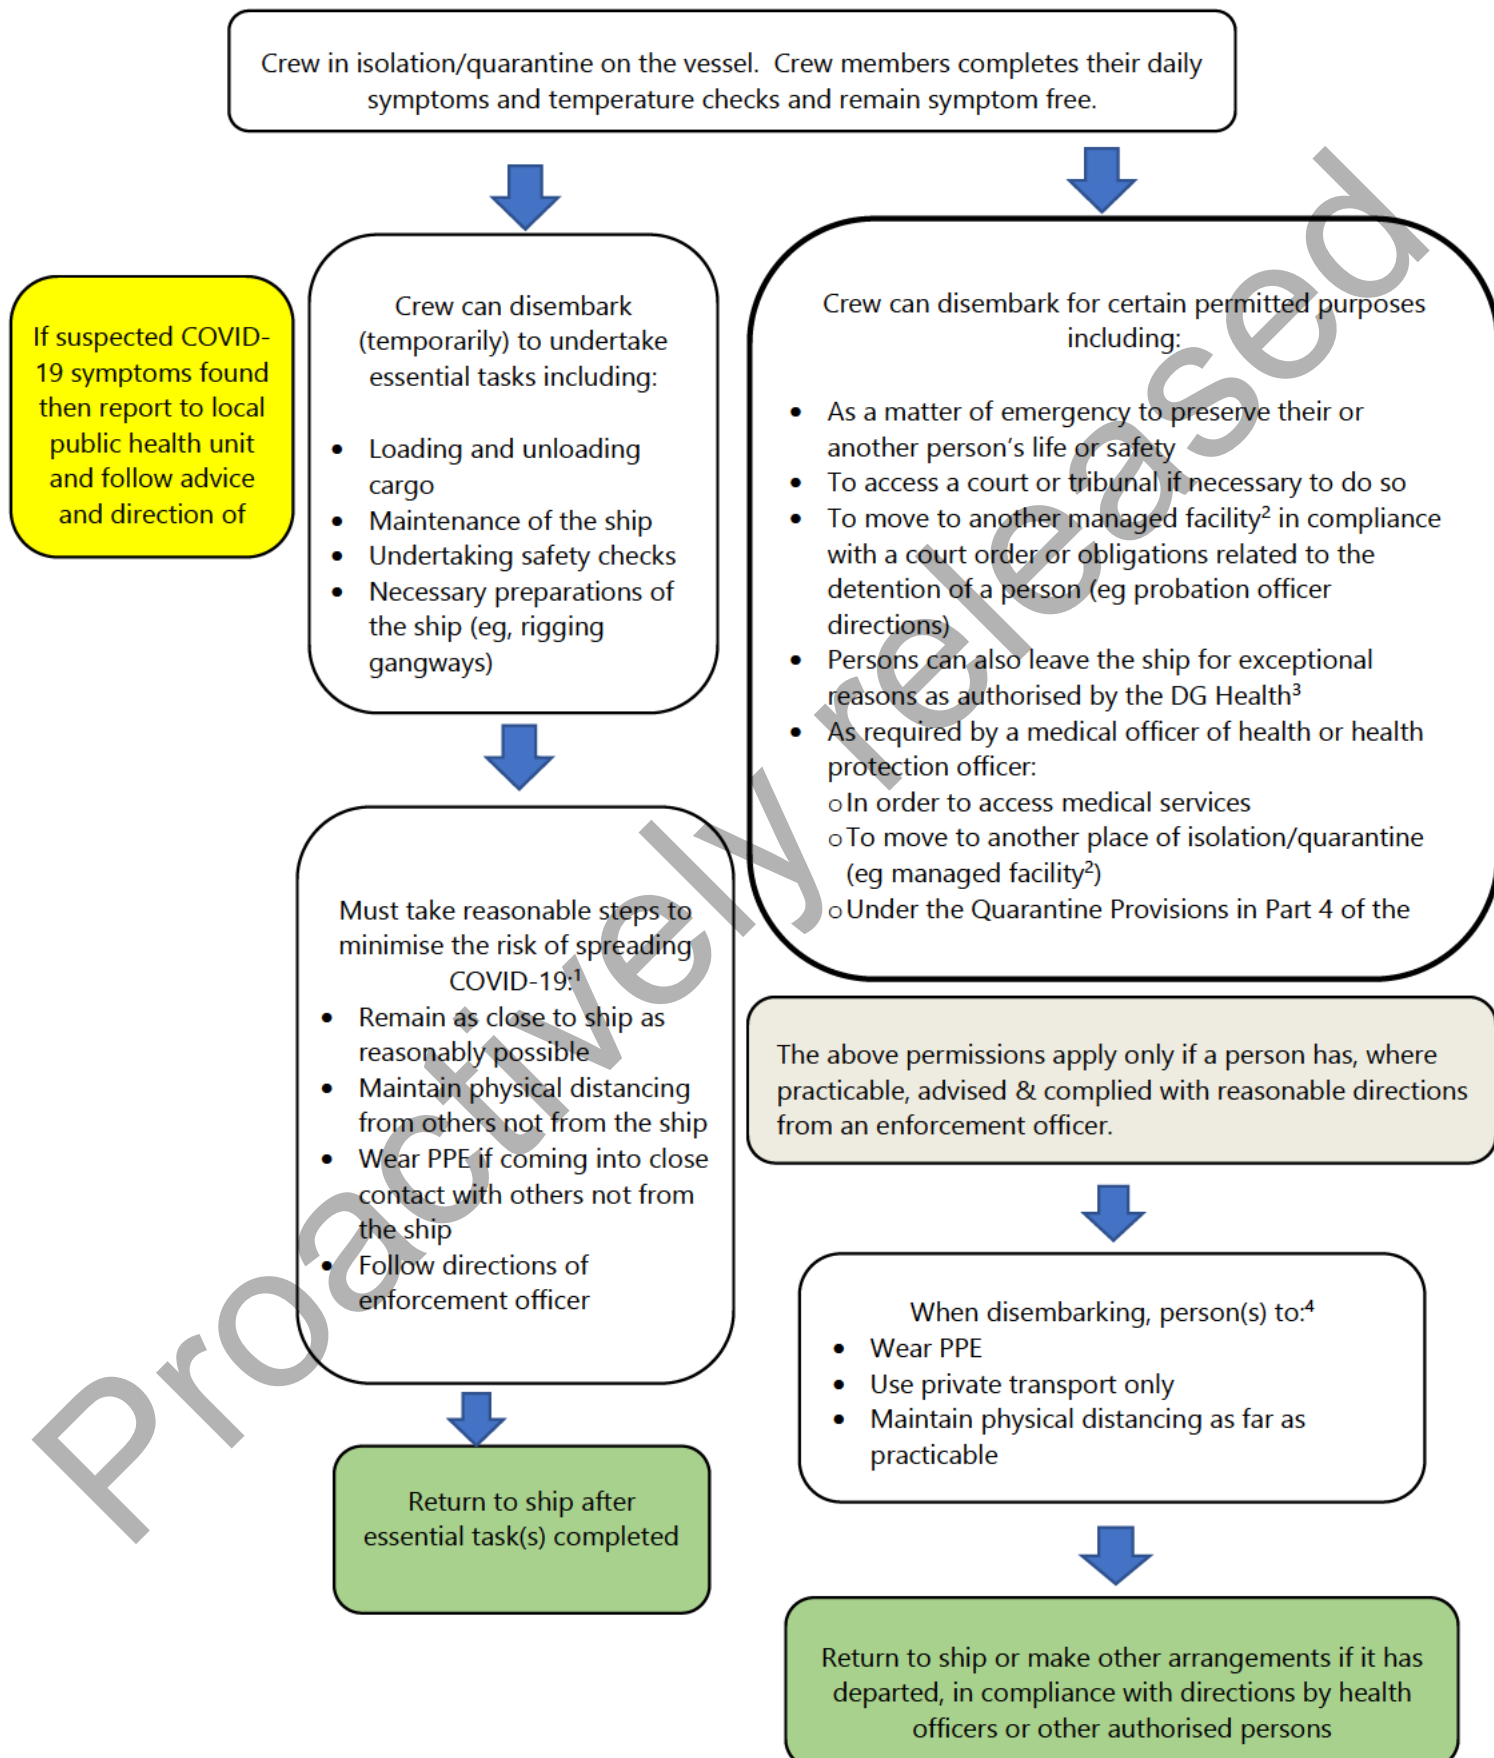 Crew in isolation/quarantine on the vessel.  Crew members completes their daily
symptoms and temperature checks and remain symptom free.
If suspected COVID-
19 symptoms found
then report to local
public health unit
and follow advice
and direction of
Crew can disembark
(temporarily) to undertake
essential tasks including:
• Loading and unloading
cargo
• Maintenance of the ship
• Undertaking safety checks
• Necessary preparations of
the ship (eg, rigging
gangways)
Must take reasonable steps to
minimise the risk of spreading
COVID-19:¹
• Remain as close to ship as
reasonably possible
• Maintain physical distancing
from others not from the ship
• Wear PPE if coming into close
contact with others not from
the ship
• Follow directions of
enforcement officer
Return to ship after
essential task(s) completed
Crew can disembark for certain permitted purposes
including:
• As a matter of emergency to preserve their or
another person’s life or safety
• To access a court or tribunal if necessary to do so
• To move to another managed facility² in compliance
with a court order or obligations related to the
detention of a person (eg probation officer
directions)
• Persons can also leave the ship for exceptional
reasons as authorised by the DG Health³
• As required by a medical officer of health or health
protection officer:
o In order to access medical services
o To move to another place of isolation/quarantine
(eg managed facility²)
o Under the Quarantine Provisions in Part 4 of the
The above permissions apply only if a person has, where
practicable, advised & complied with reasonable directions
from an enforcement officer.
When disembarking, person(s) to:⁴
• Wear PPE
• Use private transport only
• Maintain physical distancing as far as
practicable
Return to ship or make other arrangements if it has
departed, in compliance with directions by health
officers or other authorised persons
Proactively released